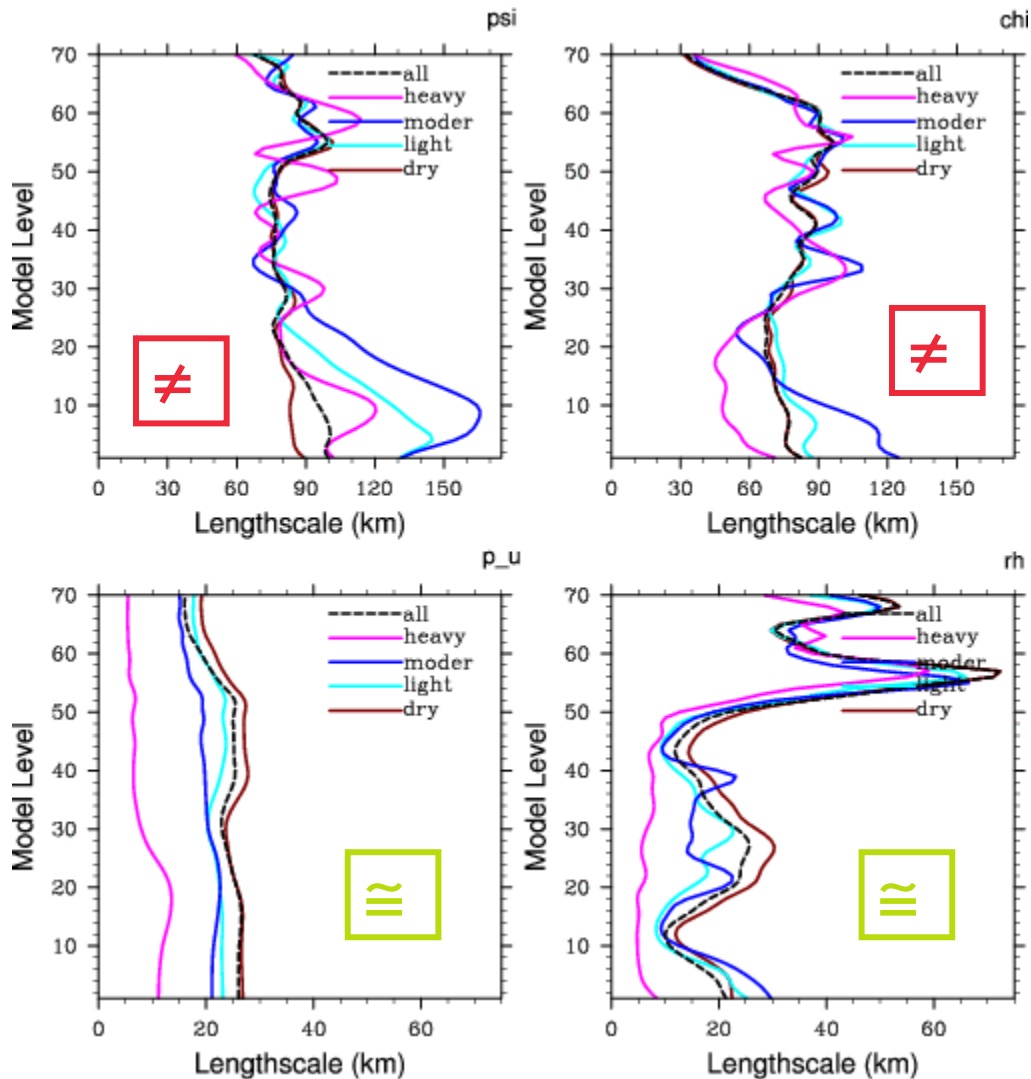 psi
70
60
50
40
30
20
10
Model Level
all
heavy
moder
light
dry
≠
0 30 60 90 120 150
Lengthscale (km)
chi
70
60
50
40
30
20
10
Model Level
all
heavy
moder
light
dry
≠
0 30 60 90 120 150
Lengthscale (km)
p_u
70
60
50
40
30
20
10
Model Level
all
heavy
moder
light
dry
≅
0 20 40 60
Lengthscale (km)
rh
70
60
50
40
30
20
10
Model Level
all
heavy
moder
light
dry
≅
0 20 40 60
Lengthscale (km)